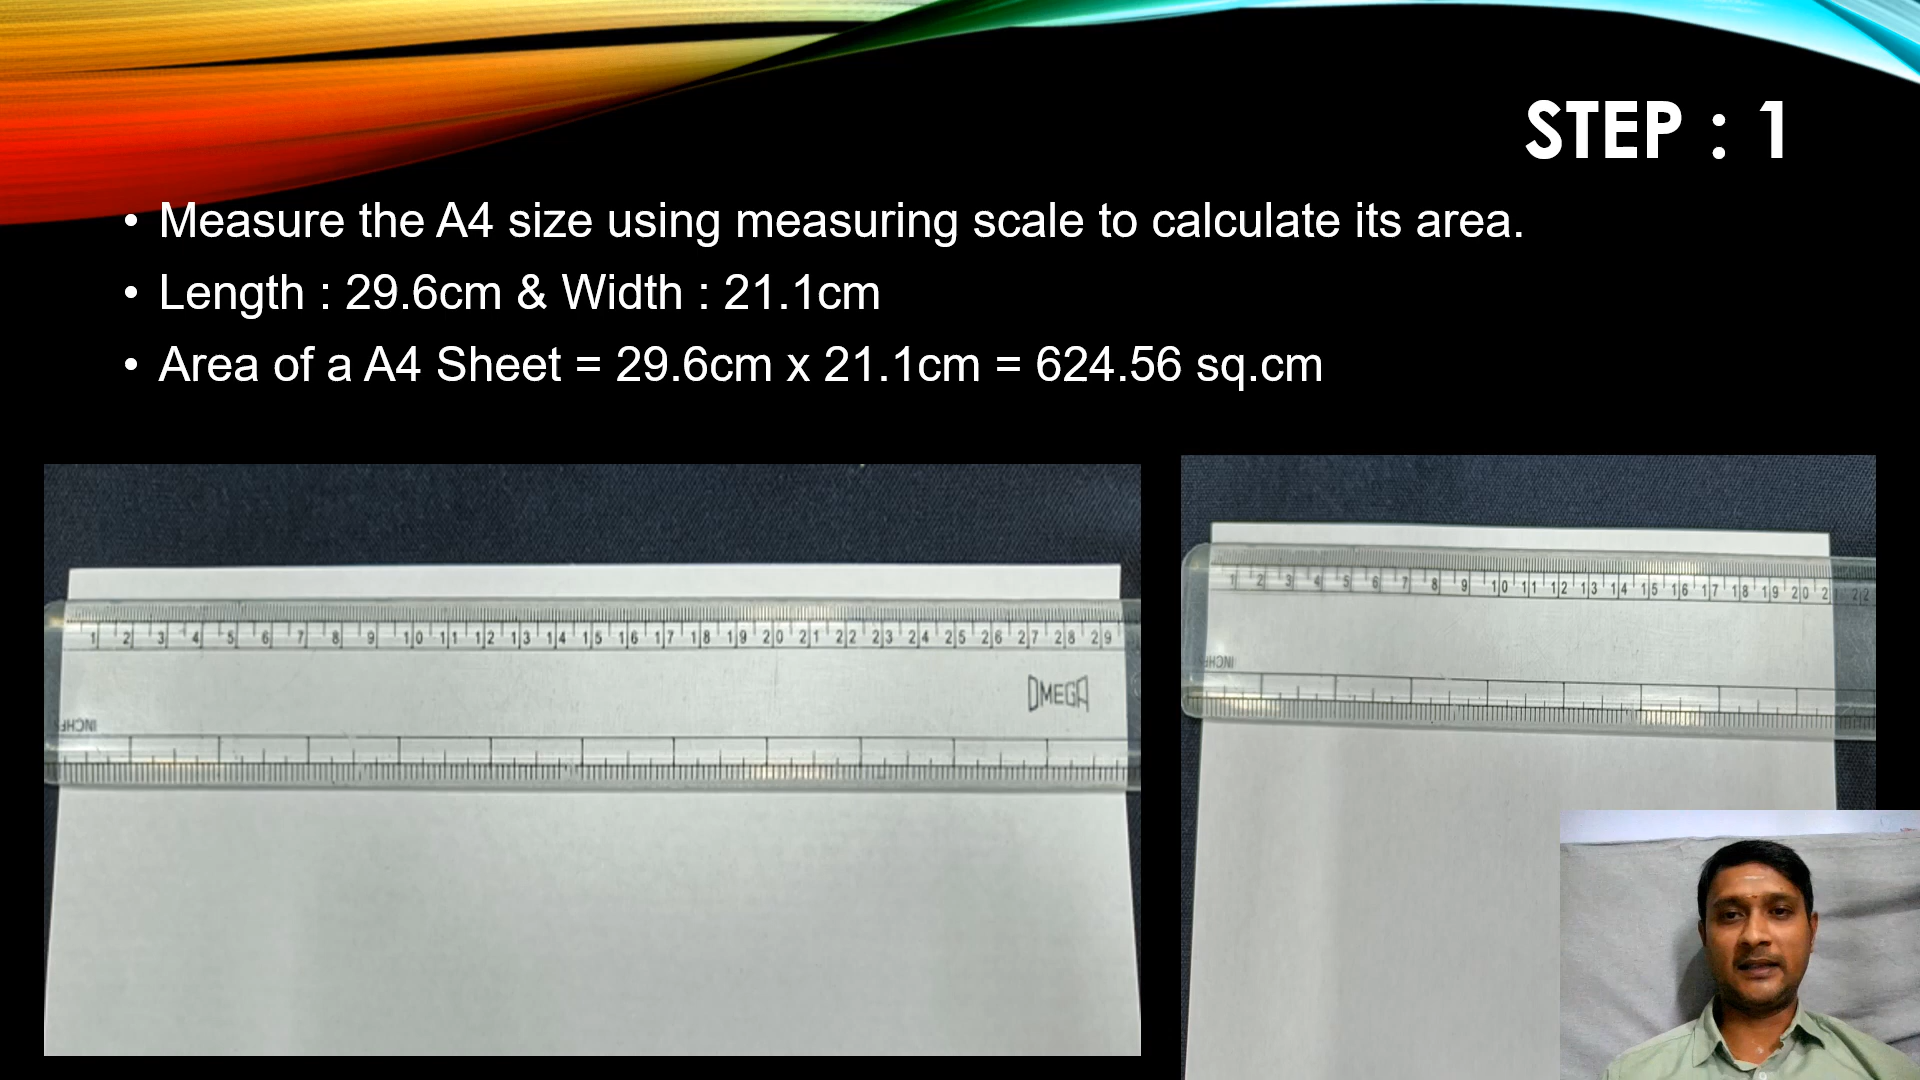 STEP : 1
• Measure the A4 size using measuring scale to calculate its area.
• Length : 29.6cm & Width : 21.1cm
• Area of a A4 Sheet = 29.6cm x 21.1cm = 624.56 sq.cm
1 2 3 4 5 6 7 8 9 10 11 12 13 14 15 16 17 18 19 20 21 22 23 24 25 26 27 28 29
OMEGA
INCHES
1 2 3 4 5 6 7 8 9 10 11 12 13 14 15 16 17 18 19 20 21 22